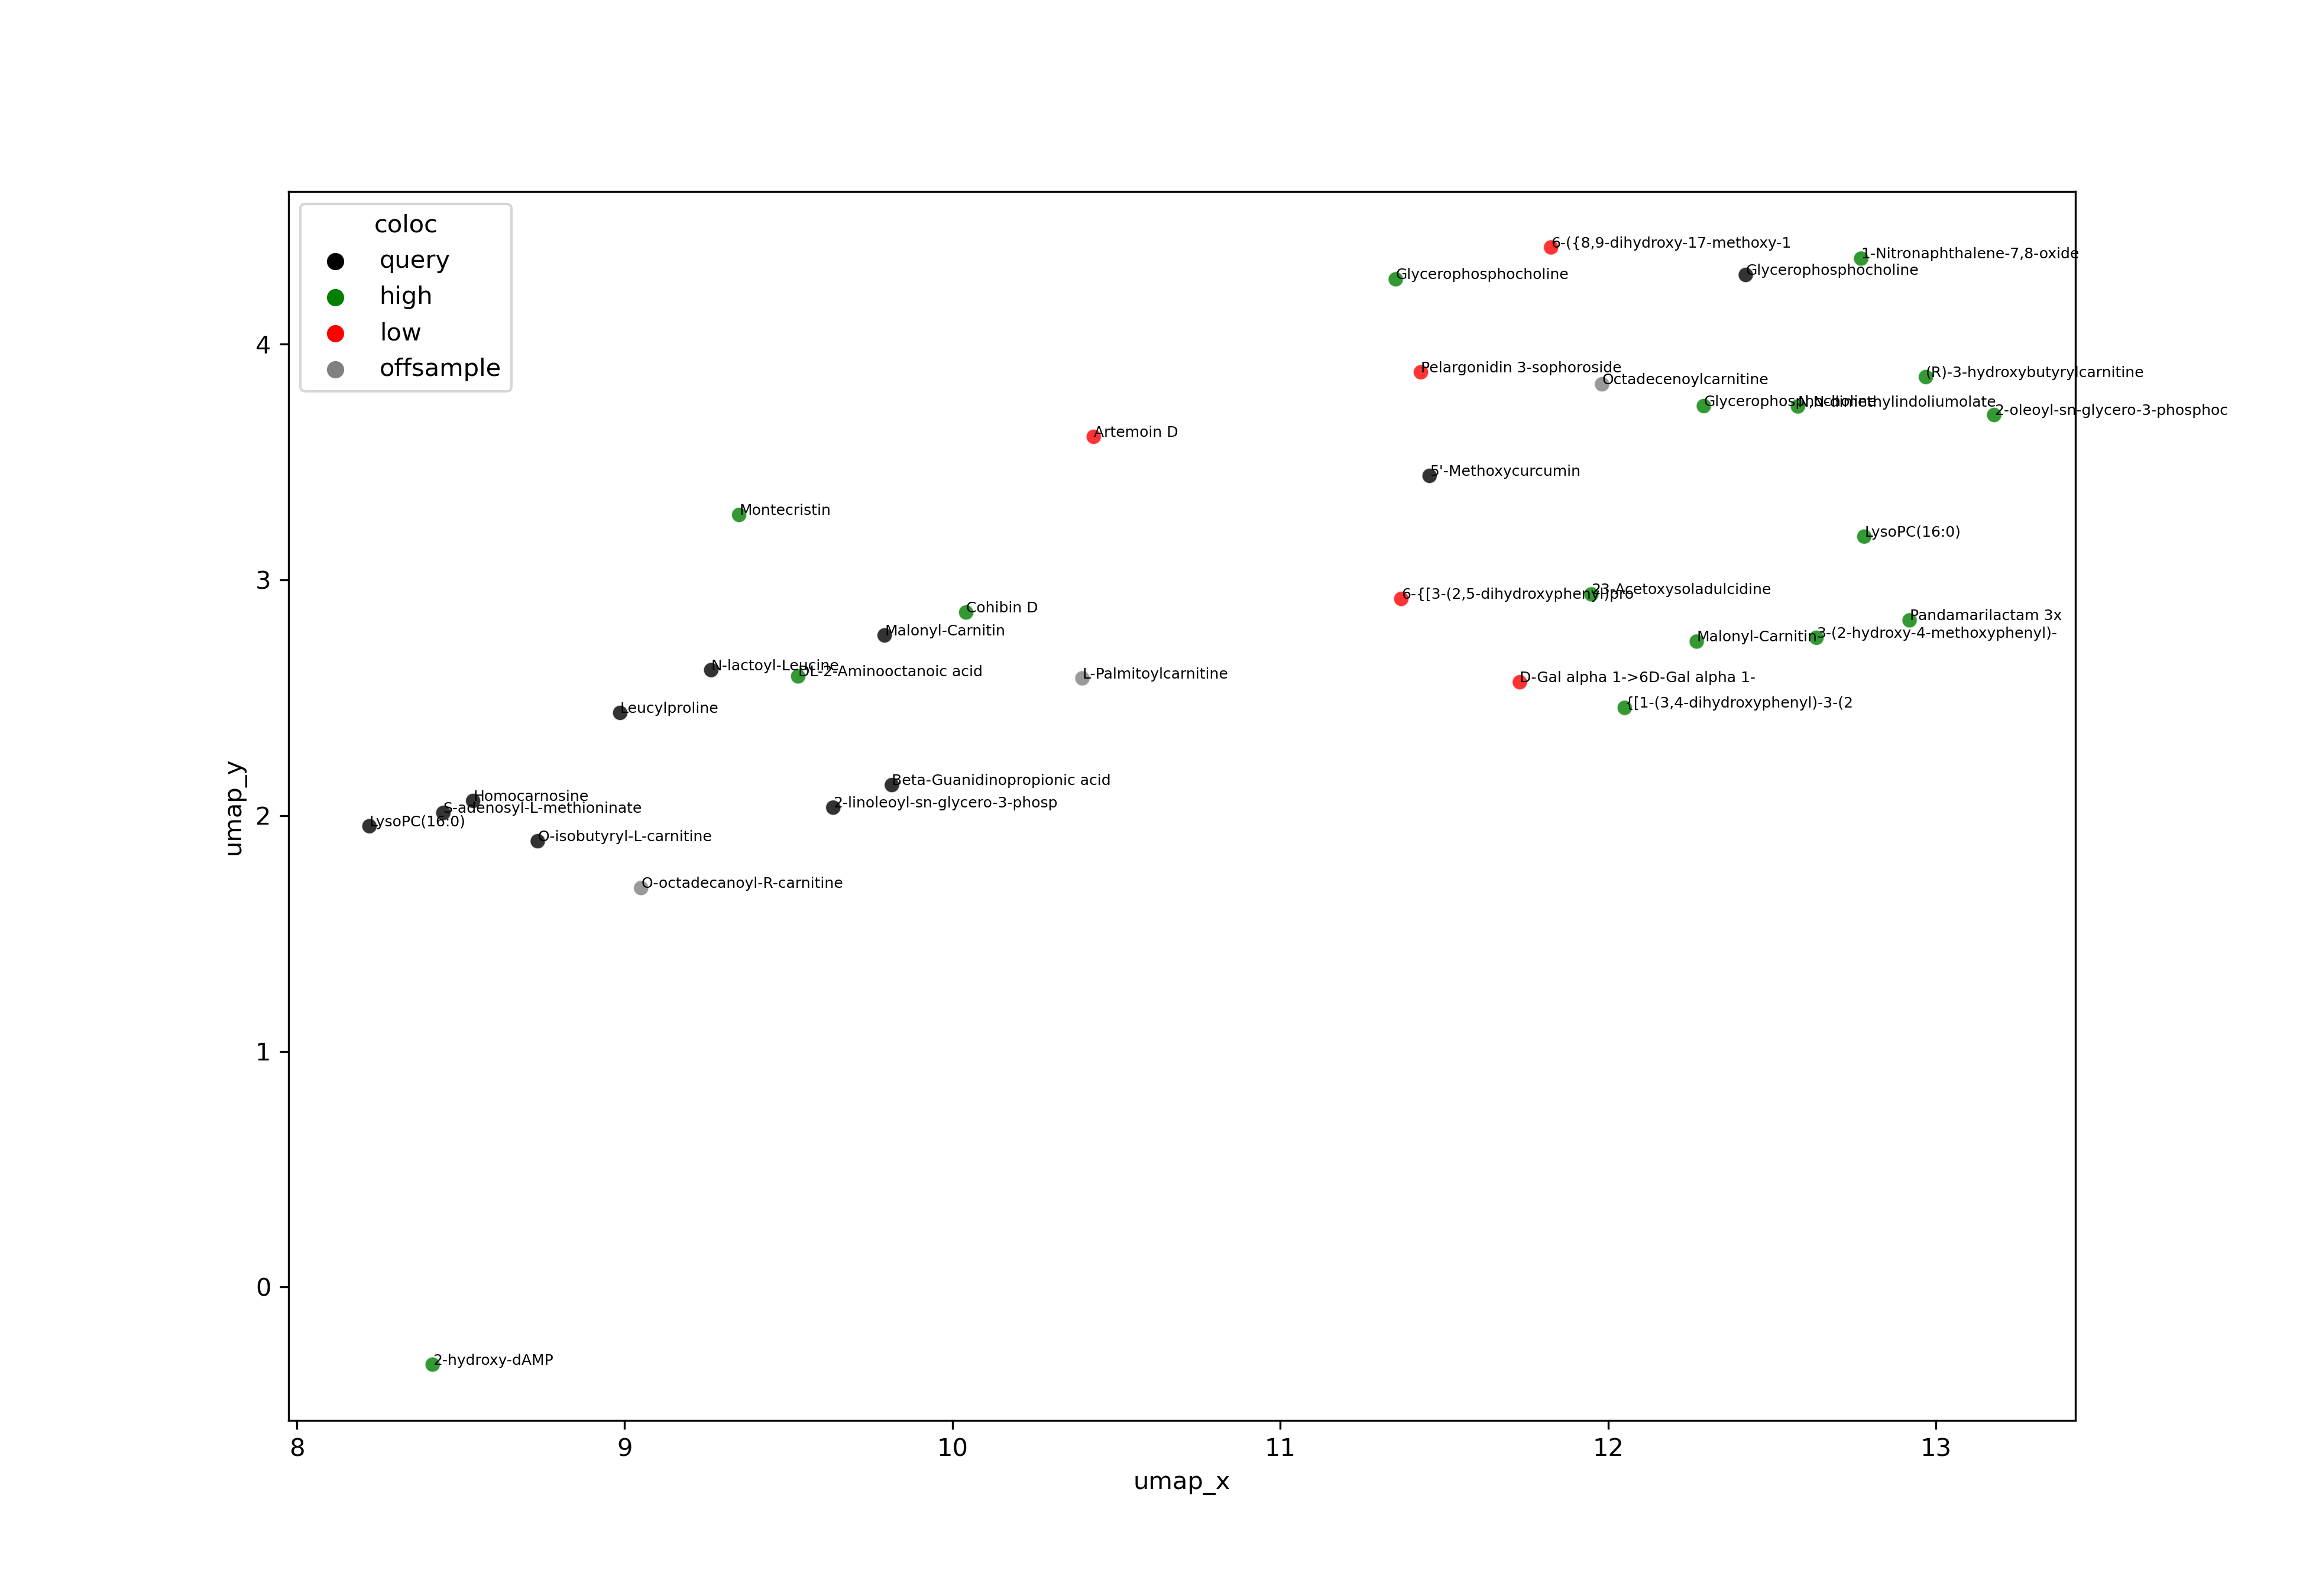 coloc
query
high
low
offsample
6-({8,9-dihydroxy-17-methoxy-1
1-Nitronaphthalene-7,8-oxide
Glycerophosphocholine
Glycerophosphocholine
Pelargonidin 3-sophoroside
Octadecenoylcarnitine
(R)-3-hydroxybutyrylcarnitine
Glycerophosphocholine
N,N-dimethylindoliumolate
2-oleoyl-sn-glycero-3-phosphoc
Artemoin D
5'-Methoxycurcumin
Montecristin
LysoPC(16:0)
6-{[3-(2,5-dihydroxyphenyl)pro
23-Acetoxysoladulcidine
Cohibin D
Pandamarilactam 3x
Malonyl-Carnitin
Malonyl-Carnitin
3-(2-hydroxy-4-methoxyphenyl)-
N-lactoyl-Leucine
DL-2-Aminooctanoic acid
L-Palmitoylcarnitine
D-Gal alpha 1->6D-Gal alpha 1-
{[1-(3,4-dihydroxyphenyl)-3-(2
Leucylproline
Beta-Guanidinopropionic acid
2-linoleoyl-sn-glycero-3-phosp
Homocarnosine
S-adenosyl-L-methioninate
LysoPC(16:0)
O-isobutyryl-L-carnitine
O-octadecanoyl-R-carnitine
2-hydroxy-dAMP
4
3
2
1
0
umap_y
8 9 10 11 12 13
umap_x